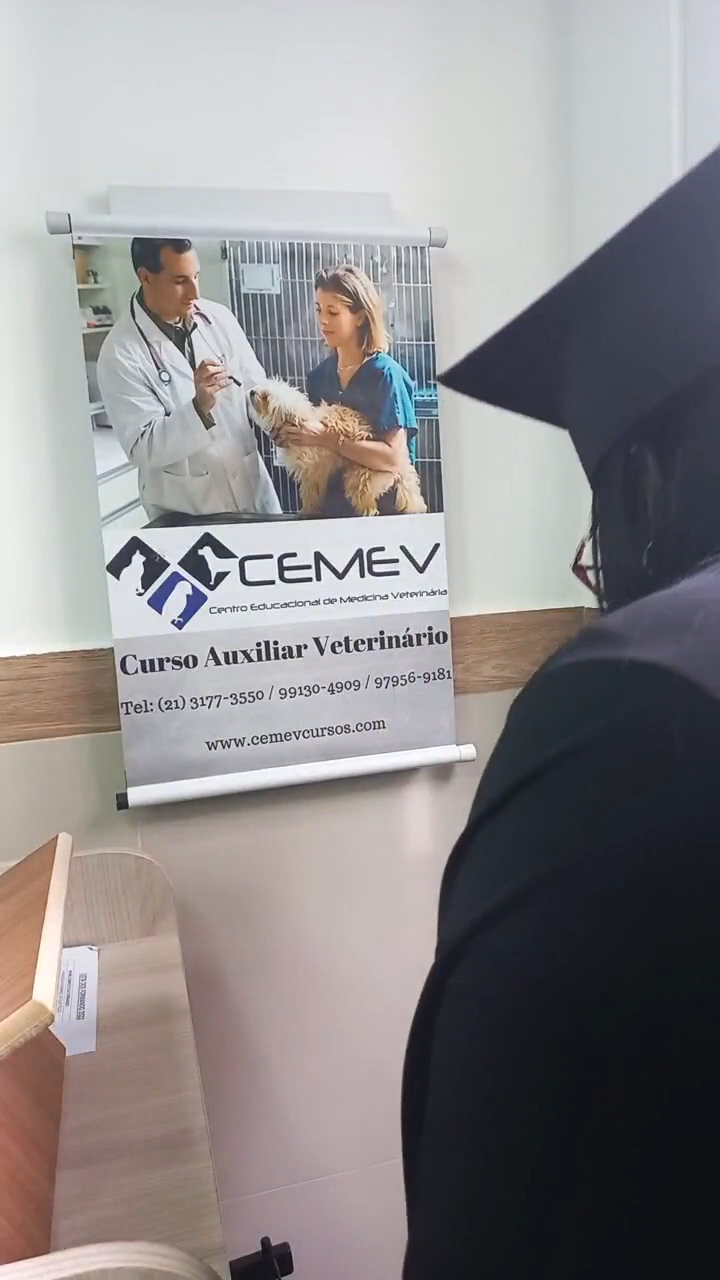 CEMEV
Centro Educacional de Medicina Veterinária
Curso Auxiliar Veterinário
Tel: (21) 3177-3550 / 99130-4909 / 97956-9181
www.cemevcursos.com